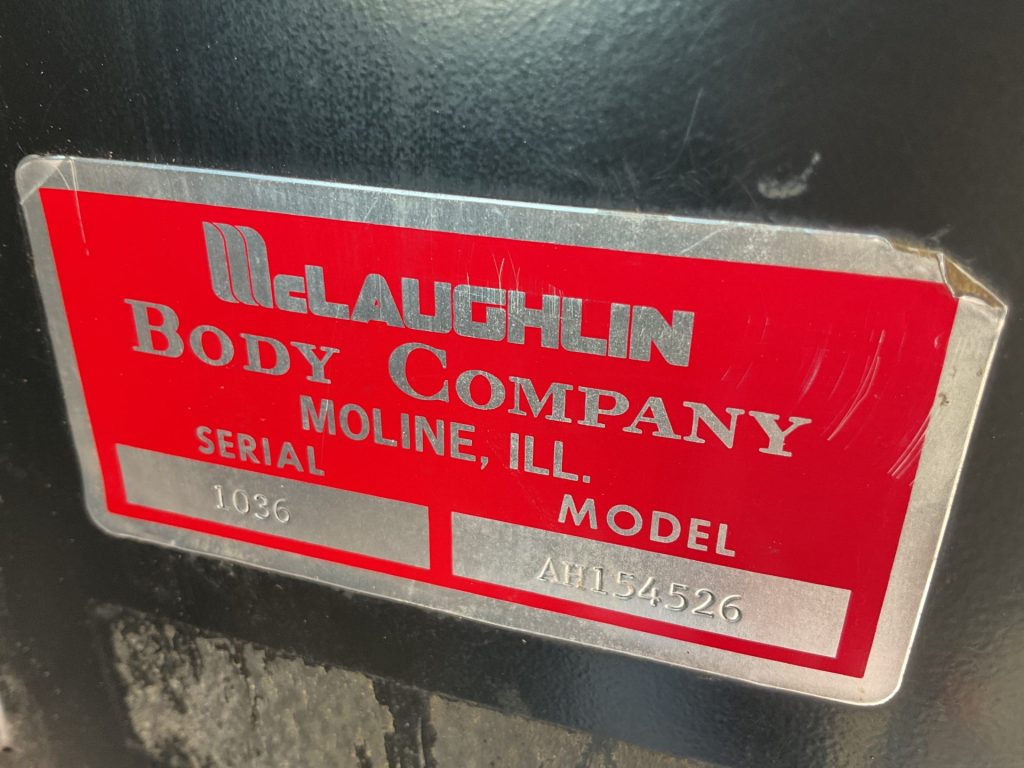 McLAUGHLIN
BODY COMPANY
MOLINE, ILL.
SERIAL
1036
MODEL
AH154526